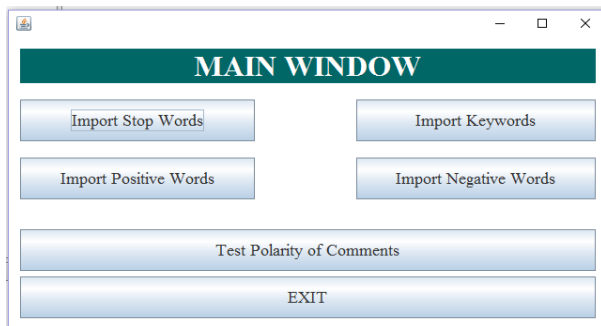 MAIN WINDOW
Import Stop Words Import Keywords
Import Positive Words Import Negative Words
Test Polarity of Comments
EXIT